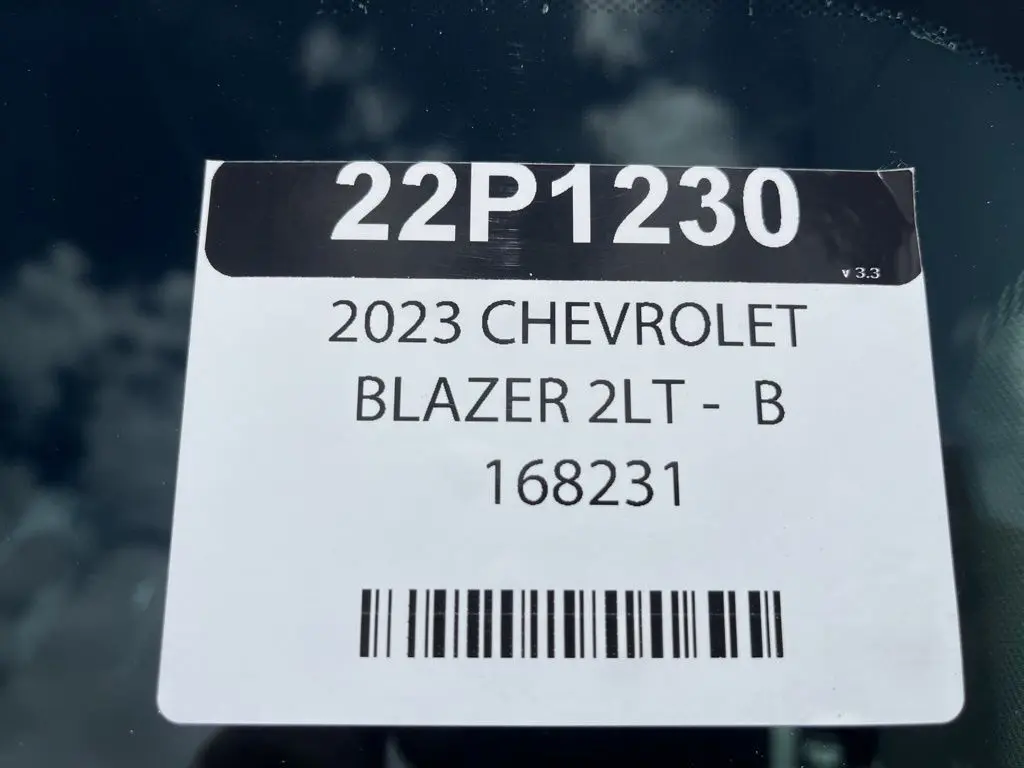 22P1230
v 3.3
2023 CHEVROLET
BLAZER 2LT - B
168231